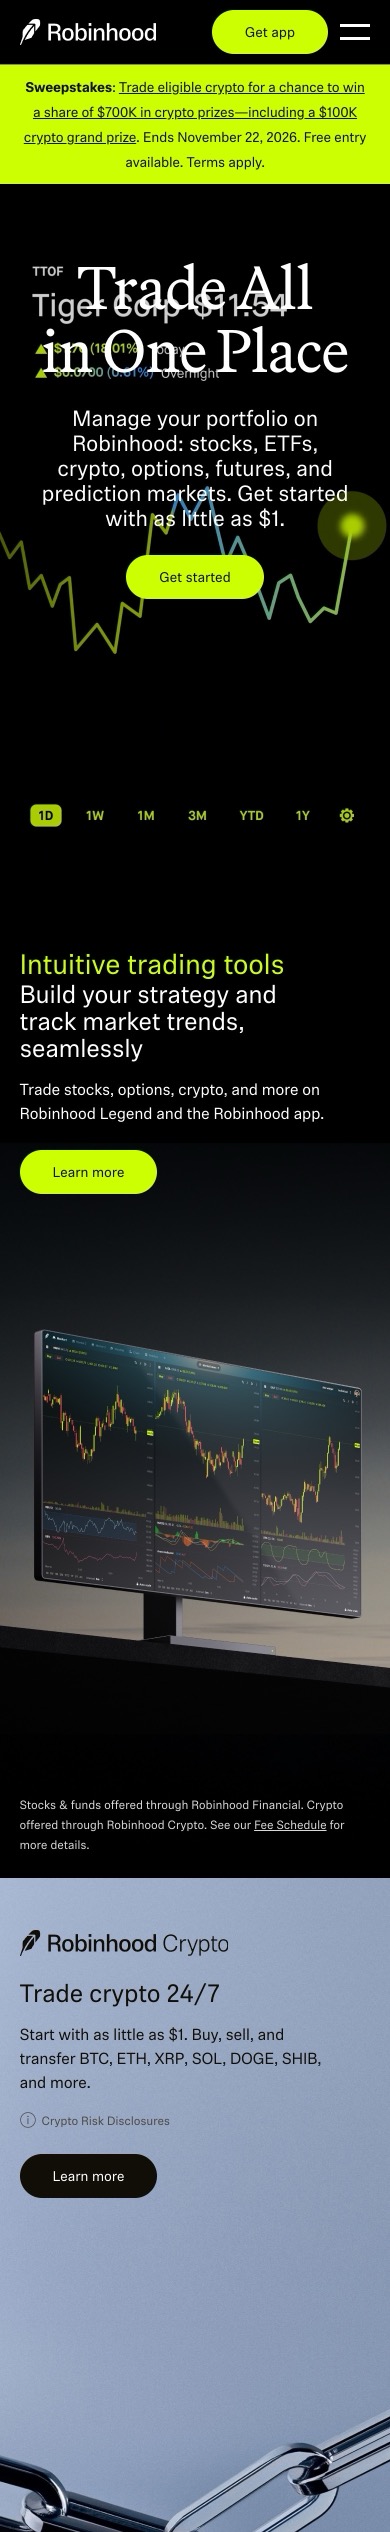 Robinhood
Get app
Sweepstakes: Trade eligible crypto for a chance to win
a share of $700K in crypto prizes—including a $100K
crypto grand prize. Ends November 22, 2026. Free entry
available. Terms apply.
TTOF
Tiger Corp $11.54
Trade All
in One Place
Today
Overnight
Manage your portfolio on
Robinhood: stocks, ETFs,
crypto, options, futures, and
prediction markets. Get started
with as little as $1.
Get started
1D 1W 1M 3M YTD 1Y
Intuitive trading tools
Build your strategy and
track market trends,
seamlessly
Trade stocks, options, crypto, and more on
Robinhood Legend and the Robinhood app.
Learn more
Stocks & funds offered through Robinhood Financial. Crypto
offered through Robinhood Crypto. See our Fee Schedule for
more details.
Robinhood Crypto
Trade crypto 24/7
Start with as little as $1. Buy, sell, and
transfer BTC, ETH, XRP, SOL, DOGE, SHIB,
and more.
Crypto Risk Disclosures
Learn more